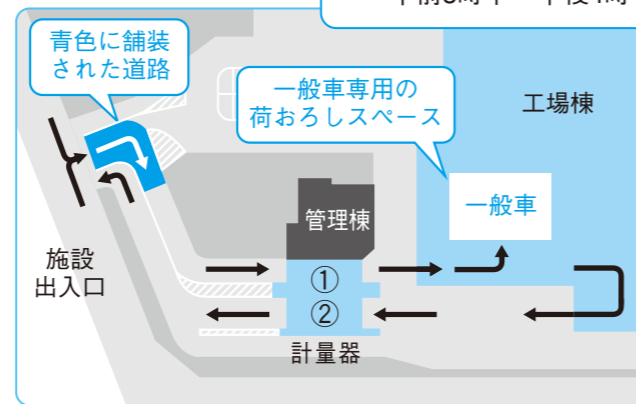 青色に舗装
された道路
一般車専用の
荷おろしスペース
工場棟
一般車
管理棟
施設
出入口
①
②
計量器